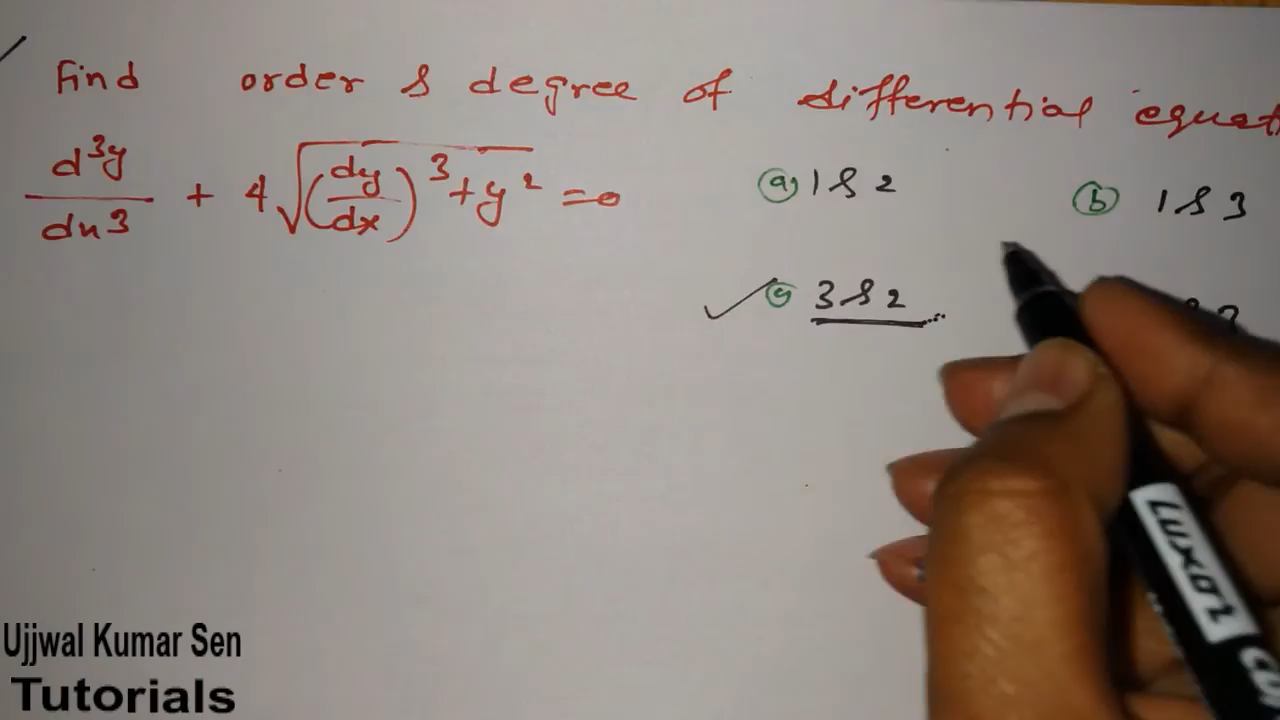 Find order & degree of differential equat
d³y/dx³ + 4√((dy/dx)³ + y²) = 0
(a) 1 & 2 (b) 1 & 3
(c) 3 & 2
LUXOR
Ujjwal Kumar Sen
Tutorials